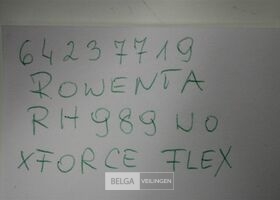 64237719
ROWENTA
RH989 WO
XFORCE FLEX
BELGA VEILINGEN